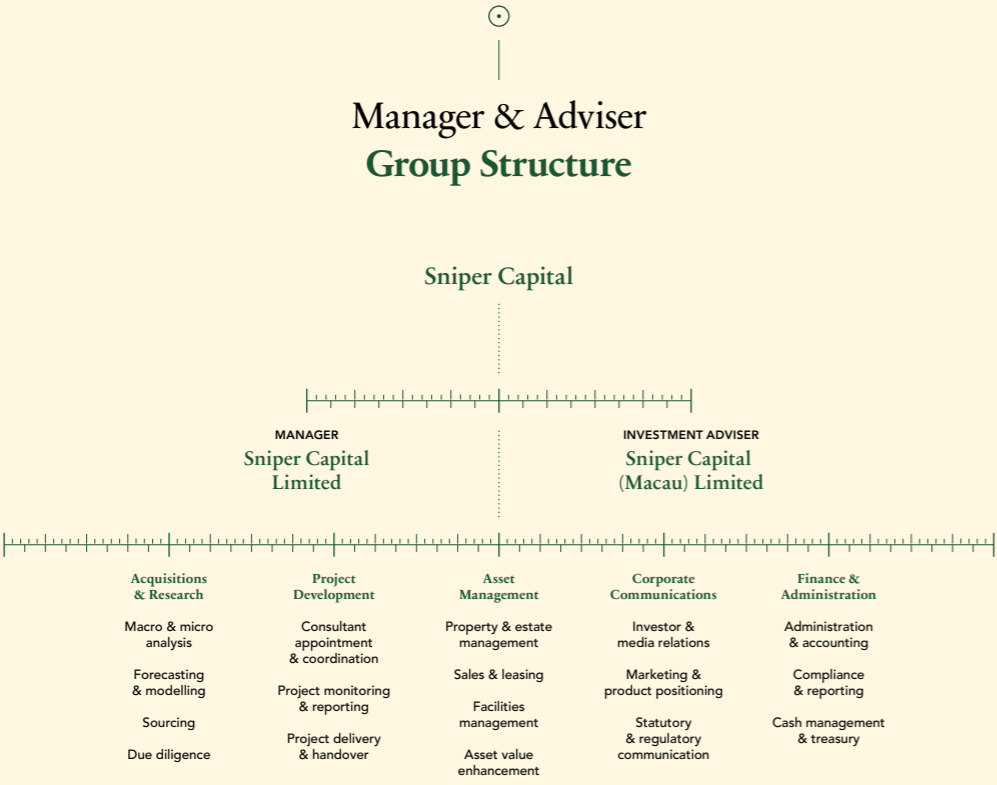 Manager & Adviser
Group Structure
Sniper Capital
MANAGER
Sniper Capital
Limited
INVESTMENT ADVISER
Sniper Capital
(Macau) Limited
Acquisitions
& Research
Macro & micro
analysis
Forecasting
& modelling
Sourcing
Due diligence
Project
Development
Consultant
appointment
& coordination
Project monitoring
& reporting
Project delivery
& handover
Asset
Management
Property & estate
management
Sales & leasing
Facilities
management
Asset value
enhancement
Corporate
Communications
Investor &
media relations
Marketing &
product positioning
Statutory
& regulatory
communication
Finance &
Administration
Administration
& accounting
Compliance
& reporting
Cash management
& treasury